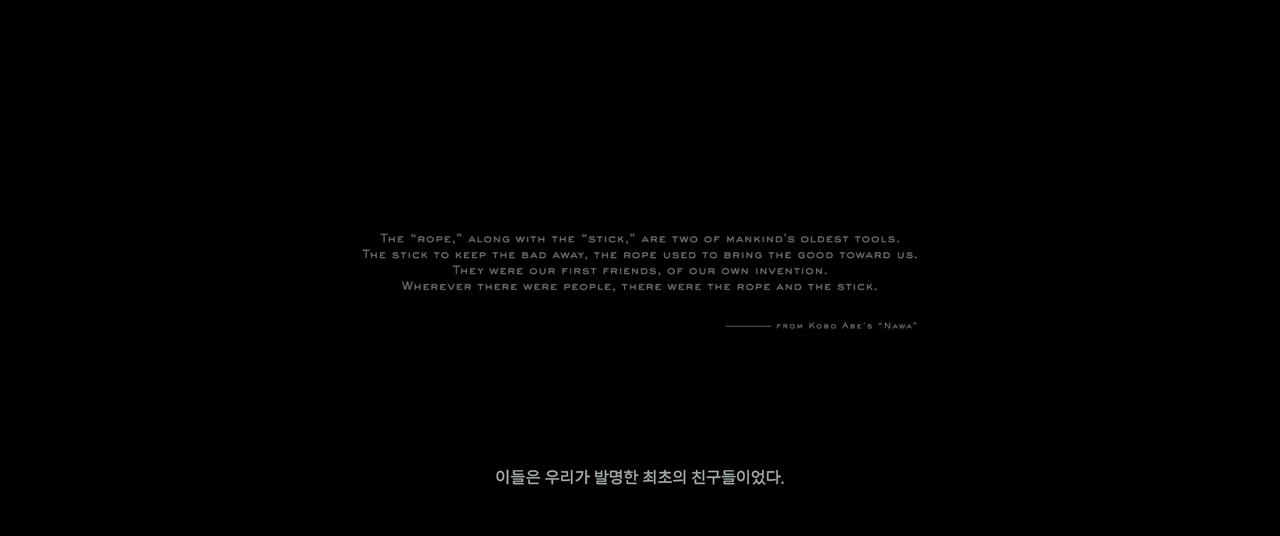 The “rope,” along with the “stick,” are two of mankind's oldest tools.
The stick to keep the bad away, the rope used to bring the good toward us.
They were our first friends, of our own invention.
Wherever there were people, there were the rope and the stick.
from Kobo Abe's “Nawa”
이들은 우리가 발명한 최초의 친구들이었다.